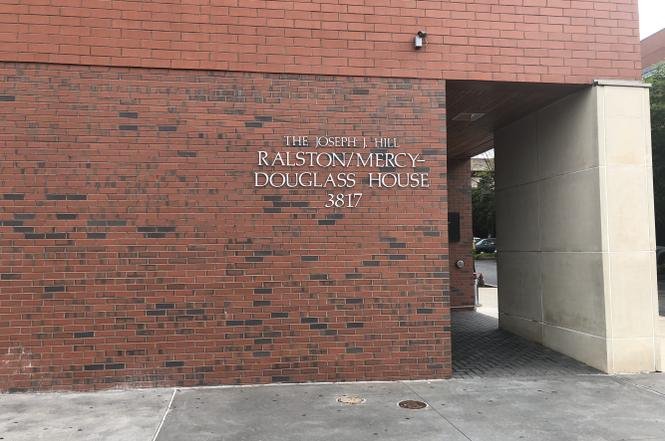 THE JOSEPH J. HILL
RALSTON/MERCY-
DOUGLASS HOUSE
3817